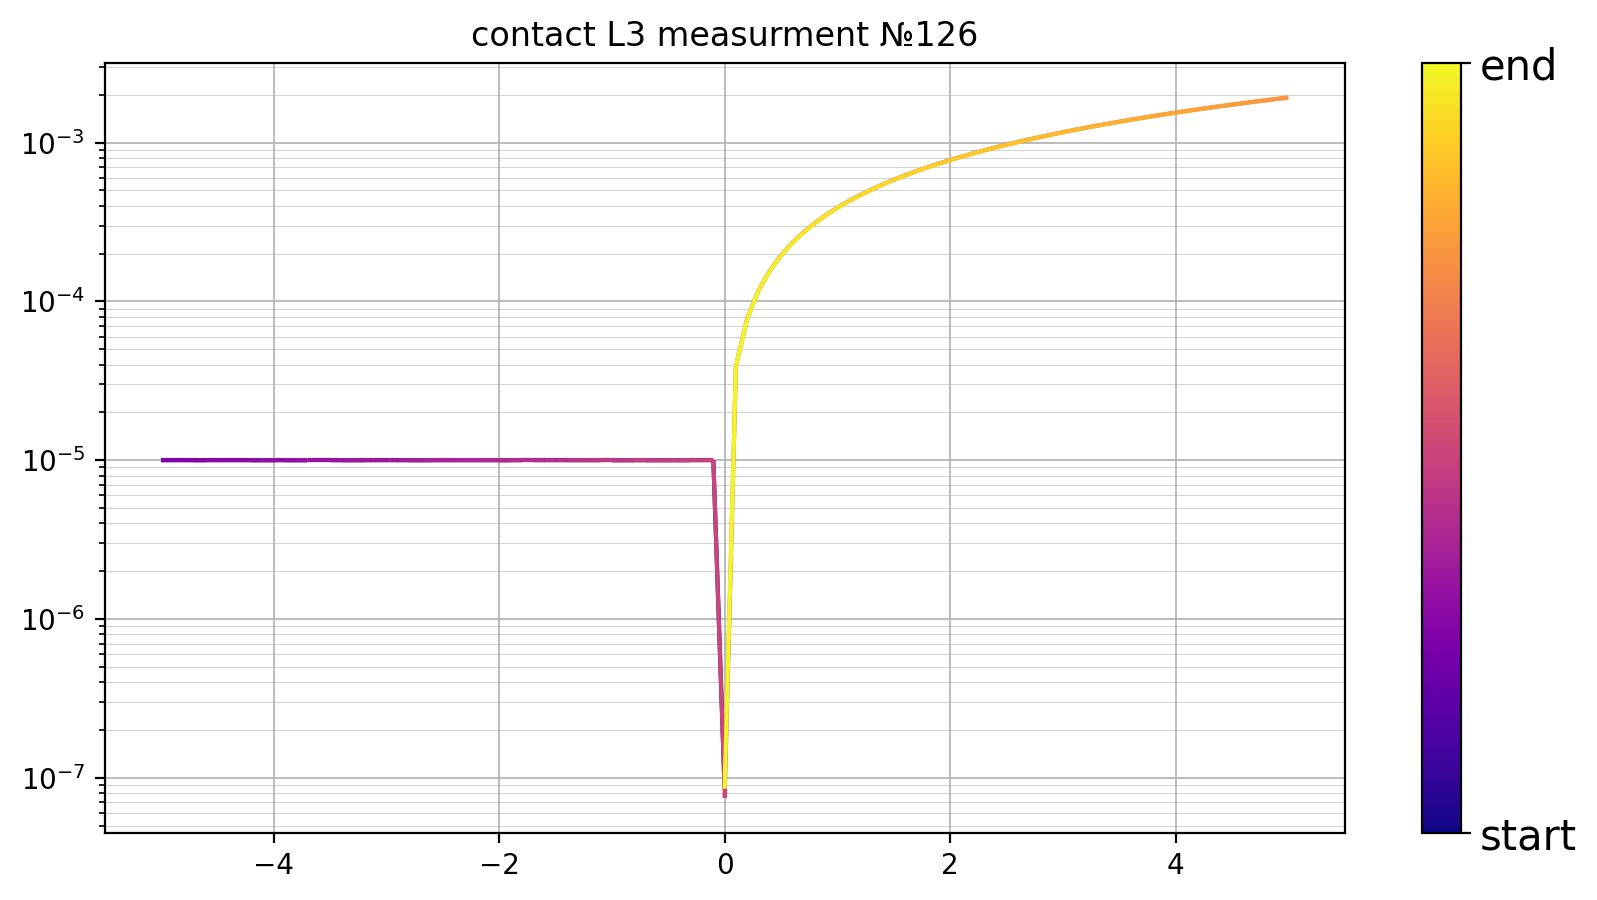 contact L3 measurment №126
end
10⁻³
10⁻⁴
10⁻⁵
10⁻⁶
10⁻⁷
start
−4 −2 0 2 4